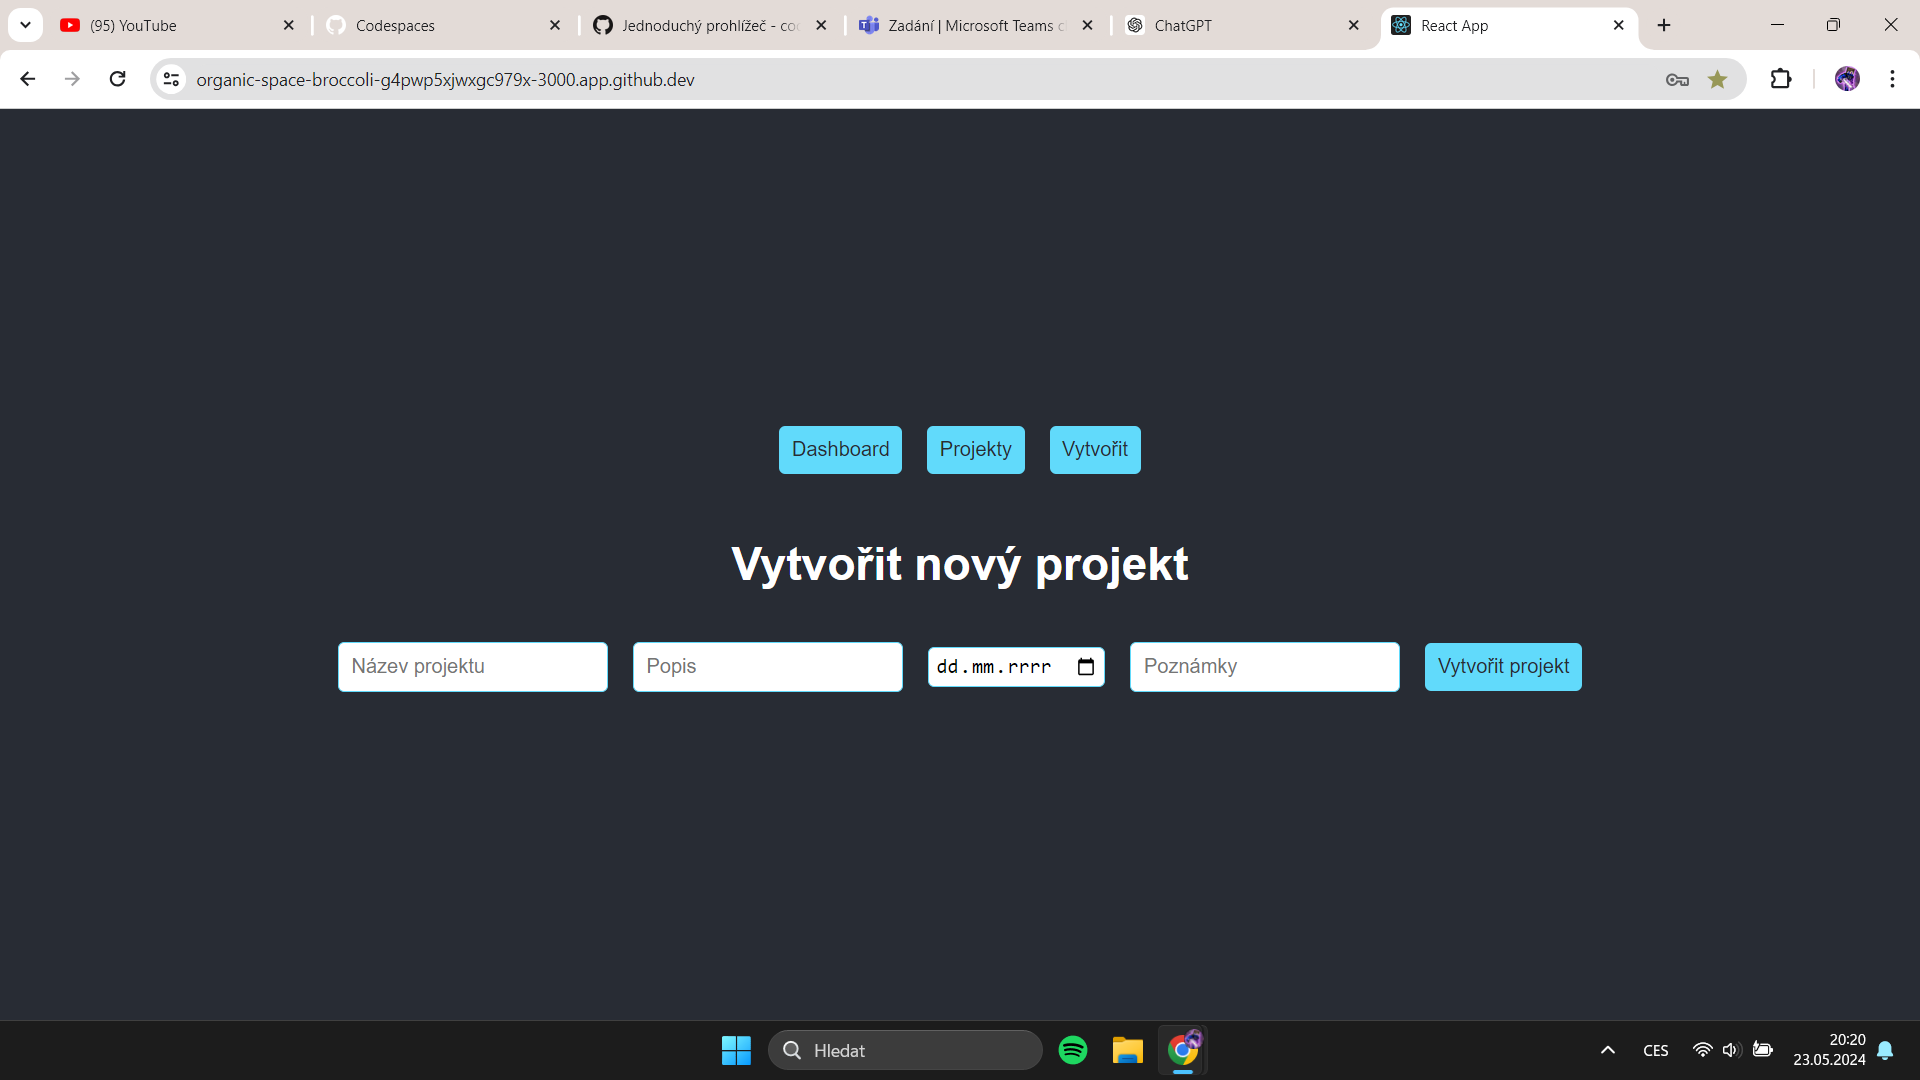 (95) YouTube
Codespaces
Jednoduchý prohlížeč - co
Zadání | Microsoft Teams c
ChatGPT
React App
organic-space-broccoli-g4pwp5xjwxgc979x-3000.app.github.dev
Dashboard
Projekty
Vytvořit
Vytvořit nový projekt
Název projektu
Popis
dd.mm.rrrr
Poznámky
Vytvořit projekt
Hledat
CES
20:20
23.05.2024